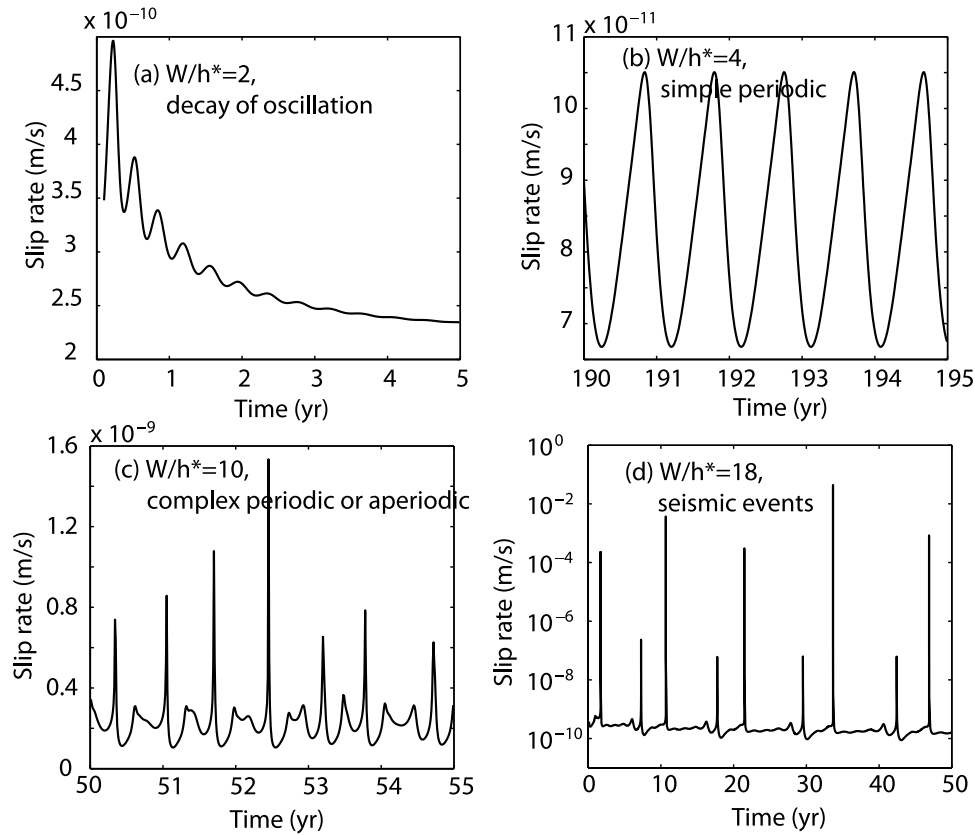 x 10⁻¹⁰
4.5
4
3.5
3
2.5
2
Slip rate (m/s)
(a) W/h*=2,
decay of oscillation
0 1 2 3 4 5
Time (yr)
x 10⁻¹¹
11
10
9
8
7
Slip rate (m/s)
(b) W/h*=4,
simple periodic
190 191 192 193 194 195
Time (yr)
x 10⁻⁹
1.6
1.2
0.8
0.4
0
Slip rate (m/s)
(c) W/h*=10,
complex periodic or aperiodic
50 51 52 53 54 55
Time (yr)
10⁰
10⁻²
10⁻⁴
10⁻⁶
10⁻⁸
10⁻¹⁰
Slip rate (m/s)
(d) W/h*=18,
seismic events
0 10 20 30 40 50
Time (yr)